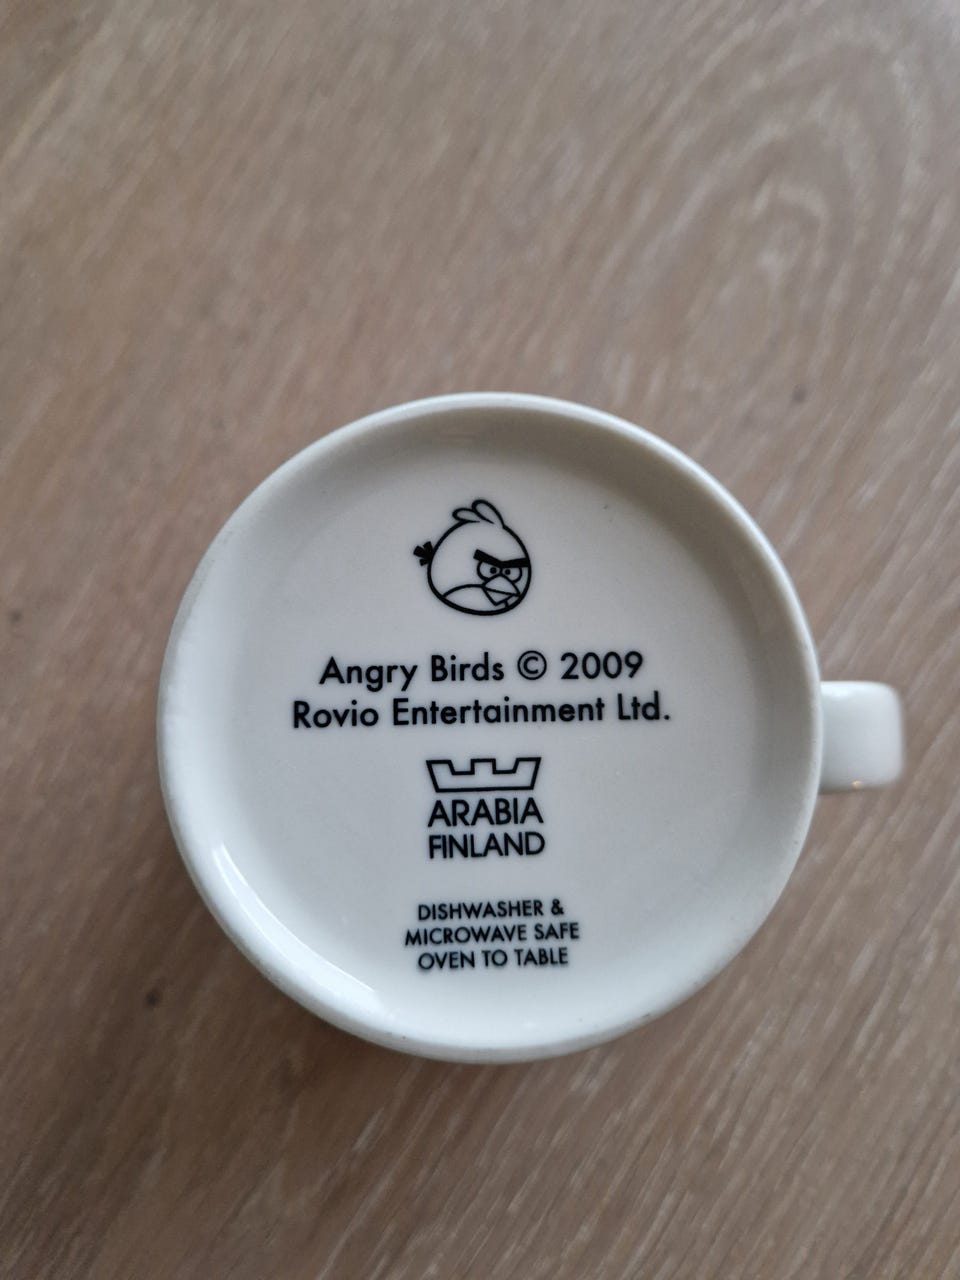 Angry Birds © 2009
Rovio Entertainment Ltd.
ARABIA
FINLAND
DISHWASHER &
MICROWAVE SAFE
OVEN TO TABLE